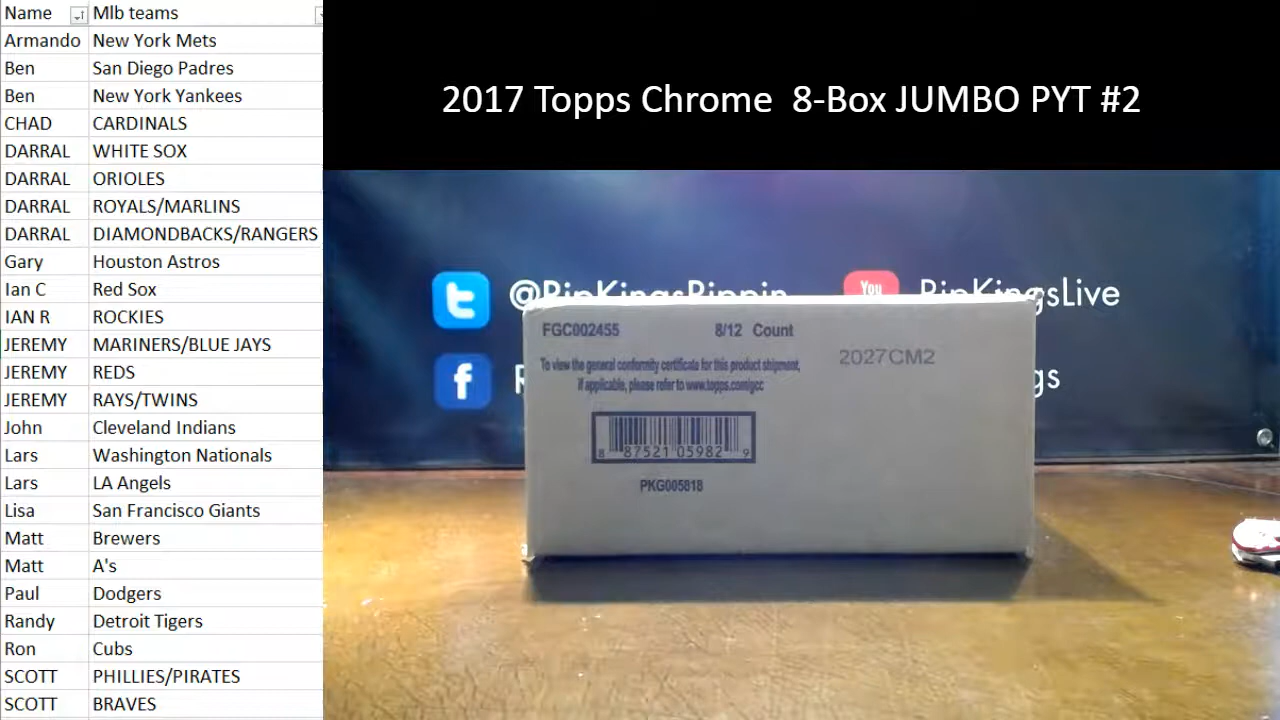 Name Mlb teams
Armando New York Mets
Ben San Diego Padres
Ben New York Yankees
CHAD CARDINALS
DARRAL WHITE SOX
DARRAL ORIOLES
DARRAL ROYALS/MARLINS
DARRAL DIAMONDBACKS/RANGERS
Gary Houston Astros
Ian C Red Sox
IAN R ROCKIES
JEREMY MARINERS/BLUE JAYS
JEREMY REDS
JEREMY RAYS/TWINS
John Cleveland Indians
Lars Washington Nationals
Lars LA Angels
Lisa San Francisco Giants
Matt Brewers
Matt A's
Paul Dodgers
Randy Detroit Tigers
Ron Cubs
SCOTT PHILLIES/PIRATES
SCOTT BRAVES
2017 Topps Chrome 8-Box JUMBO PYT #2
@RipKingsRippin You RipKingsLive
FGC002455 8/12 Count
2027CM2
To view the general conformity certificate for this product shipment,
if applicable, please refer to www.topps.com/gcc
8 87521 05982 9
PKG005818